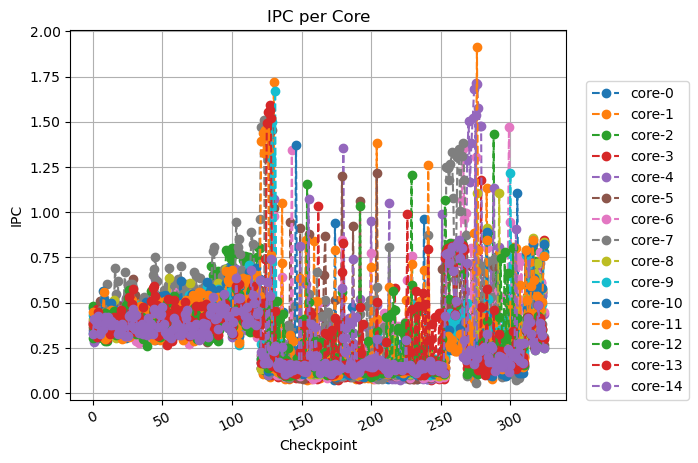 IPC per Core
IPC
2.00
1.75
1.50
1.25
1.00
0.75
0.50
0.25
0.00
0
50
100
150
200
250
300
Checkpoint
core-0
core-1
core-2
core-3
core-4
core-5
core-6
core-7
core-8
core-9
core-10
core-11
core-12
core-13
core-14